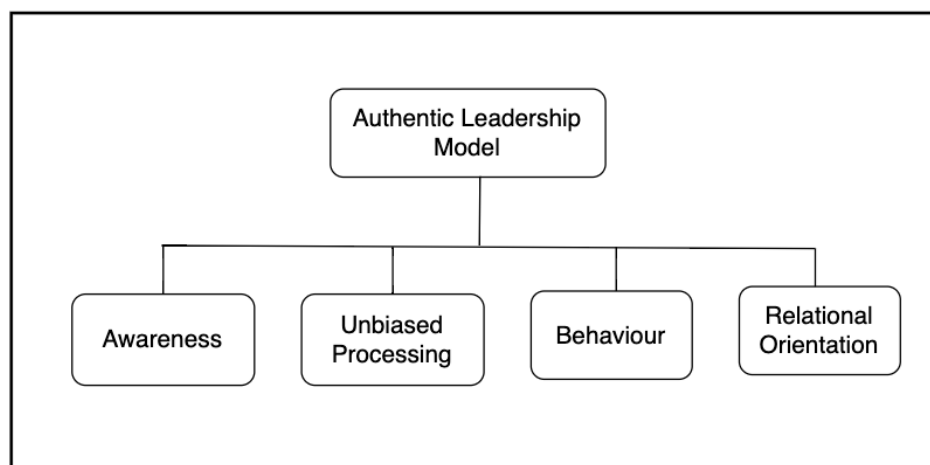 Authentic Leadership
Model
Awareness
Unbiased
Processing
Behaviour
Relational
Orientation